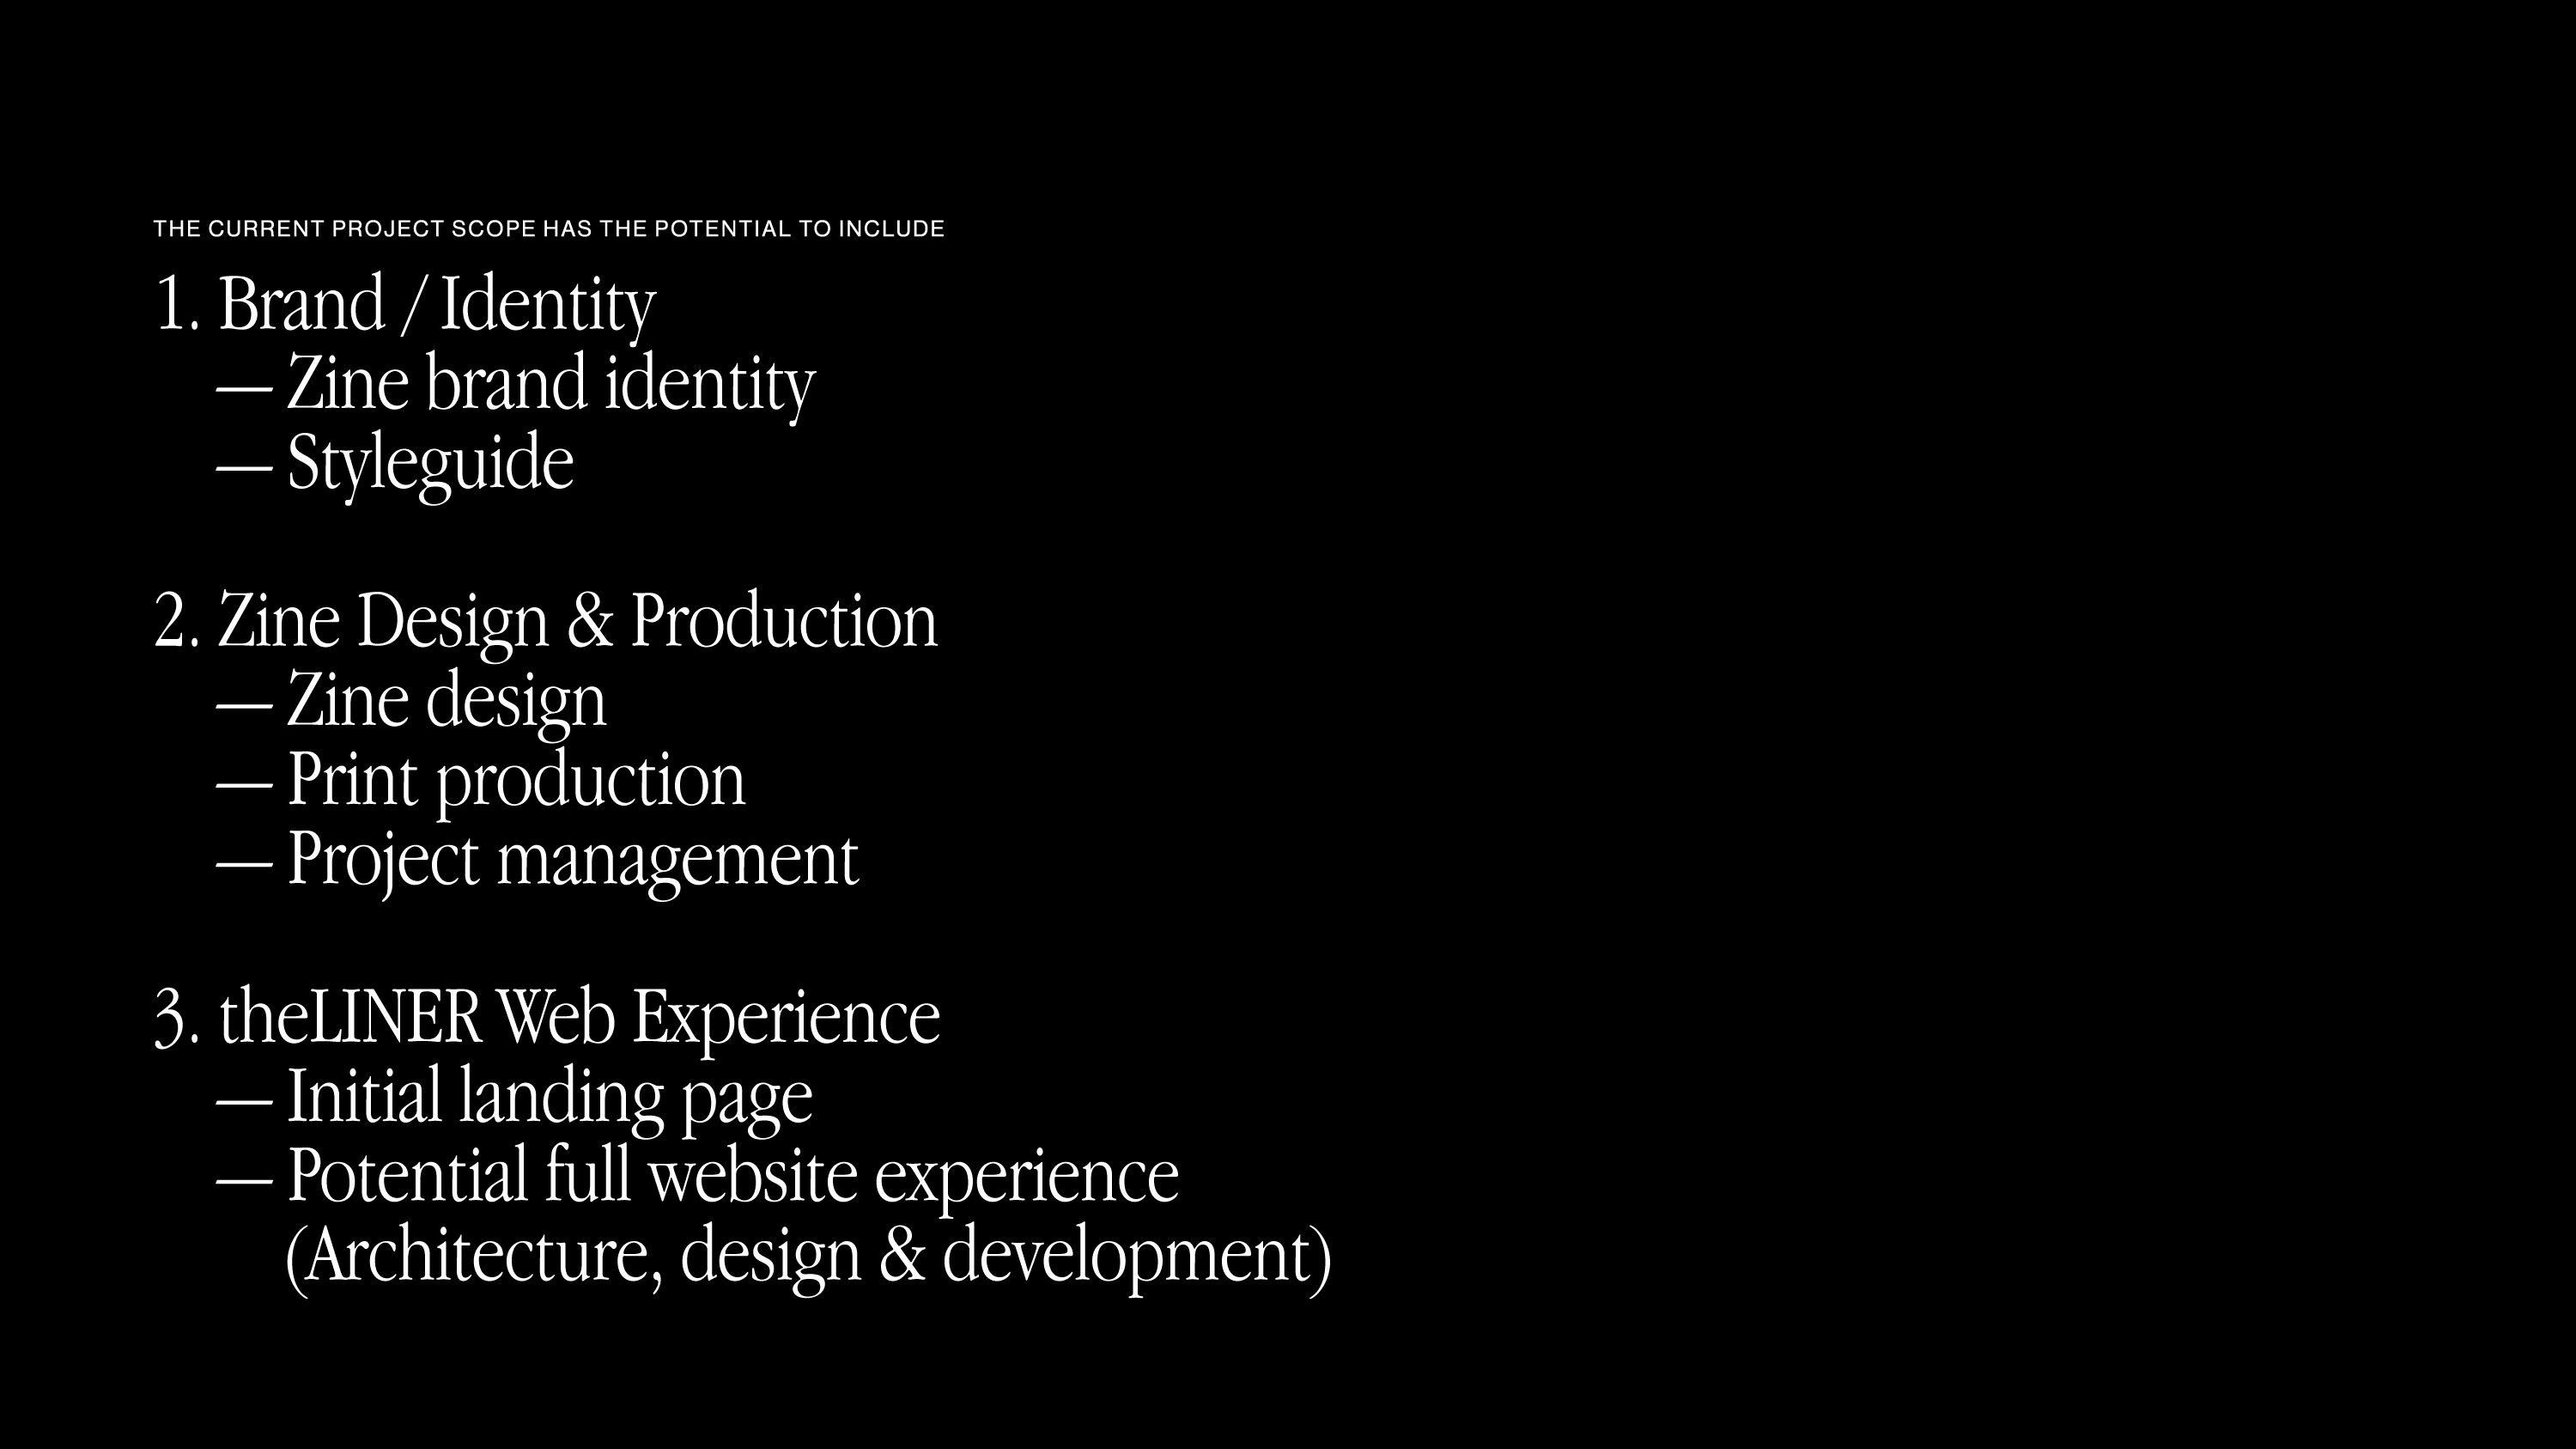 THE CURRENT PROJECT SCOPE HAS THE POTENTIAL TO INCLUDE
1. Brand / Identity
— Zine brand identity
— Styleguide
2. Zine Design & Production
— Zine design
— Print production
— Project management
3. theLINER Web Experience
— Initial landing page
— Potential full website experience
(Architecture, design & development)